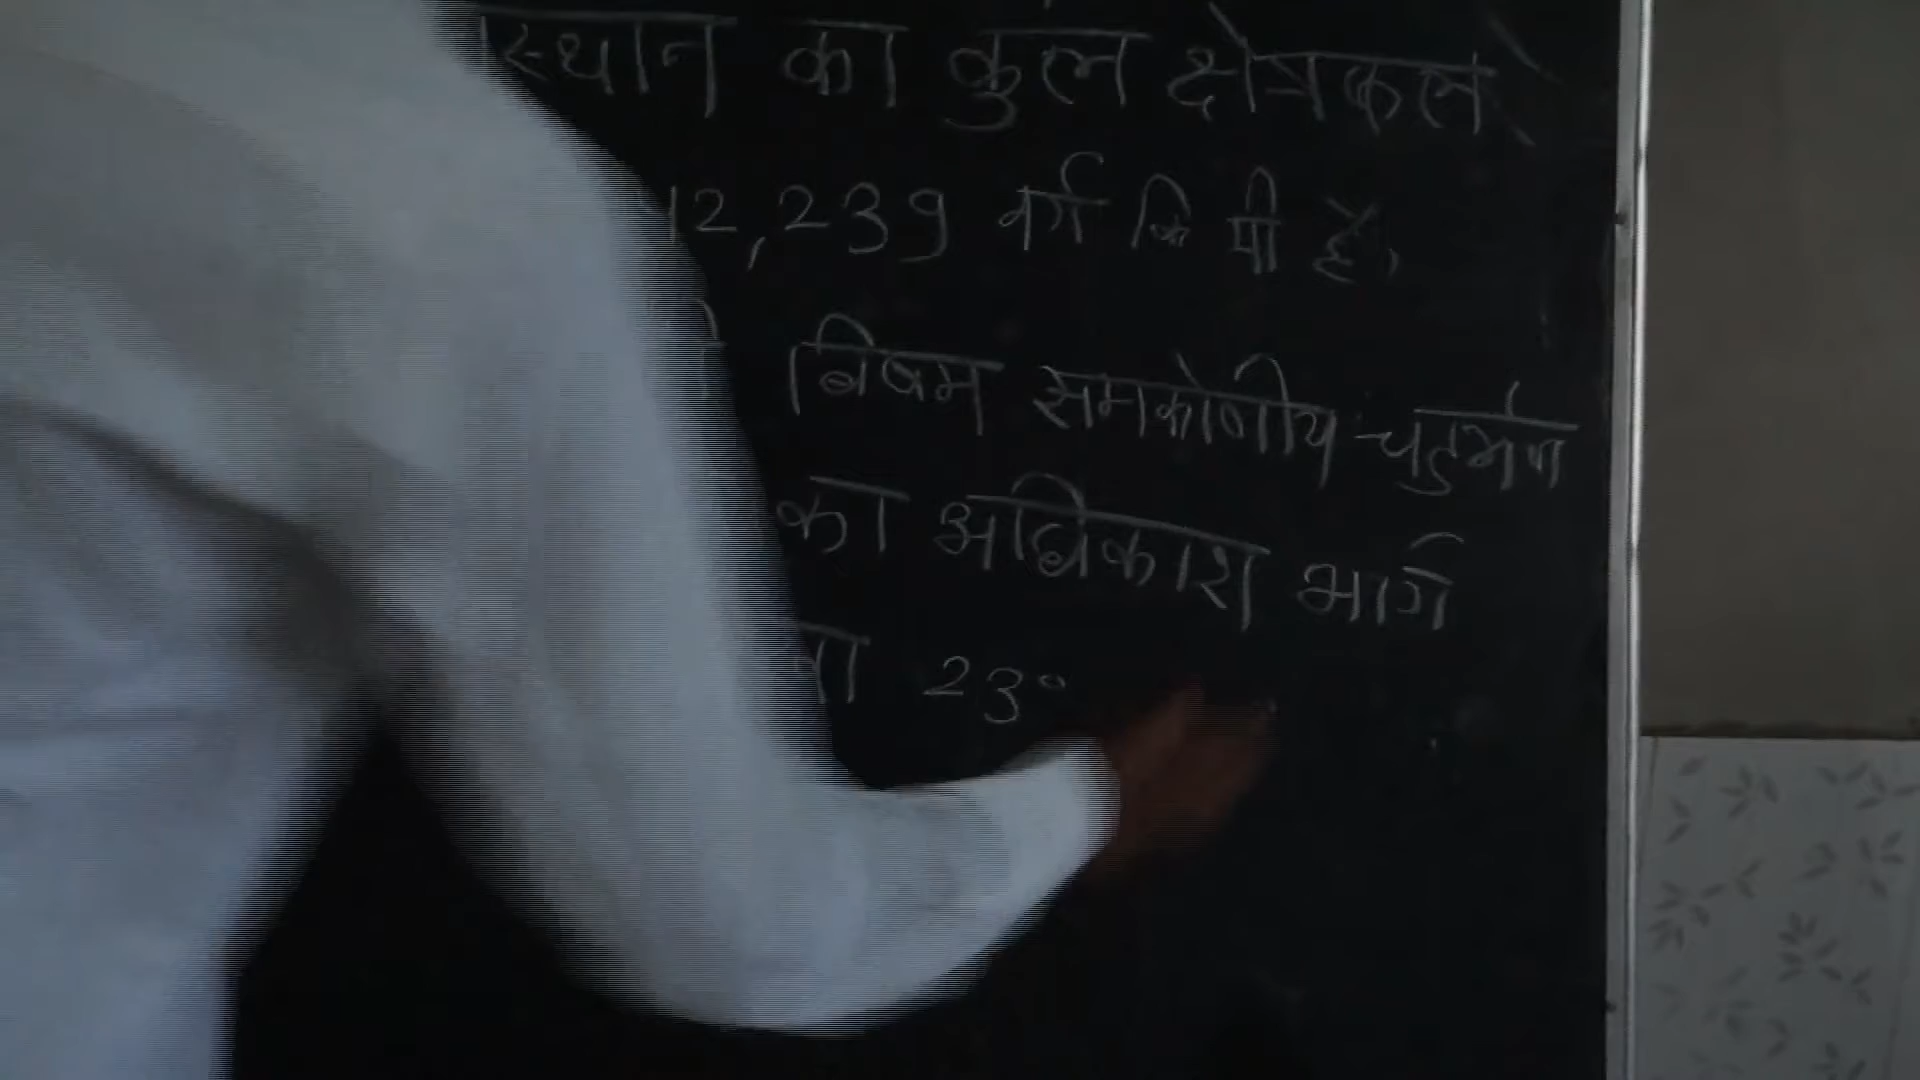 स्थान का कुल क्षेत्रफल
12,239 वर्ग कि मी है।
विषम समकोणीय चतुर्भुज
का अधिकाश भाग
23°